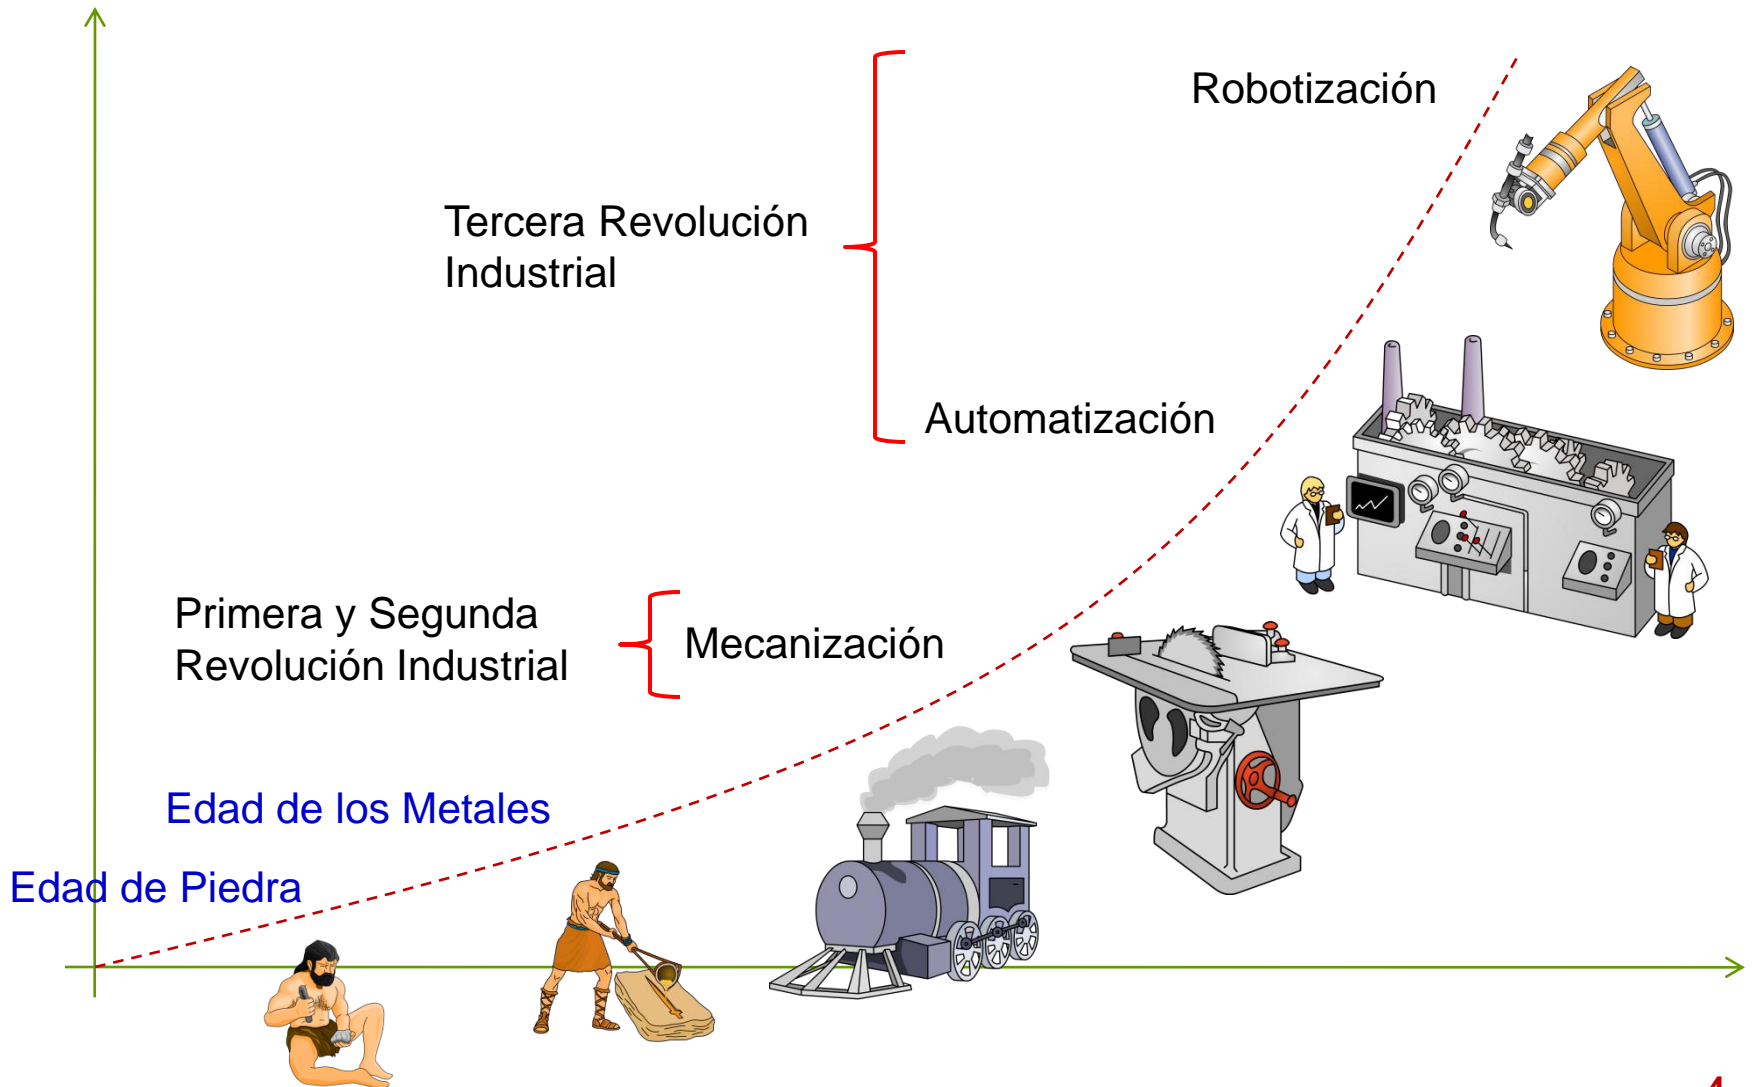 Robotización
Tercera Revolución
Industrial
Automatización
Primera y Segunda
Revolución Industrial
Mecanización
Edad de los Metales
Edad de Piedra